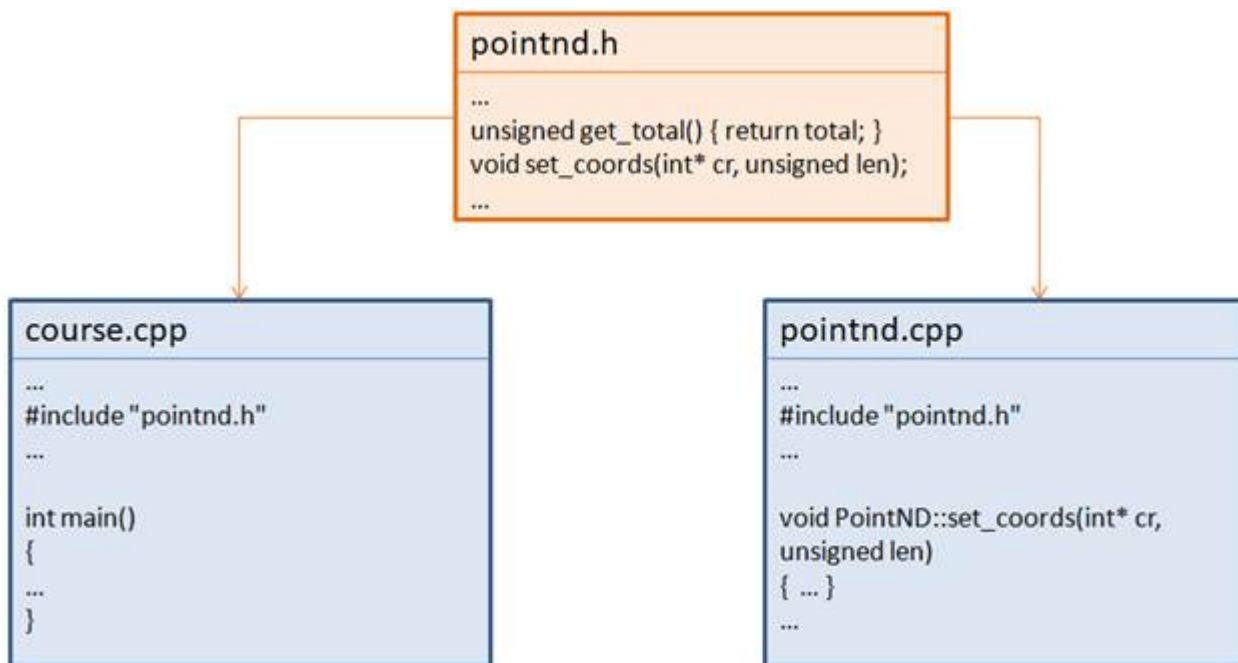 pointnd.h
...
unsigned get_total() { return total; }
void set_coords(int* cr, unsigned len);
...
course.cpp
...
#include "pointnd.h"
...
int main()
{
...
}
pointnd.cpp
...
#include "pointnd.h"
...
void PointND::set_coords(int* cr,
unsigned len)
{ ... }
...